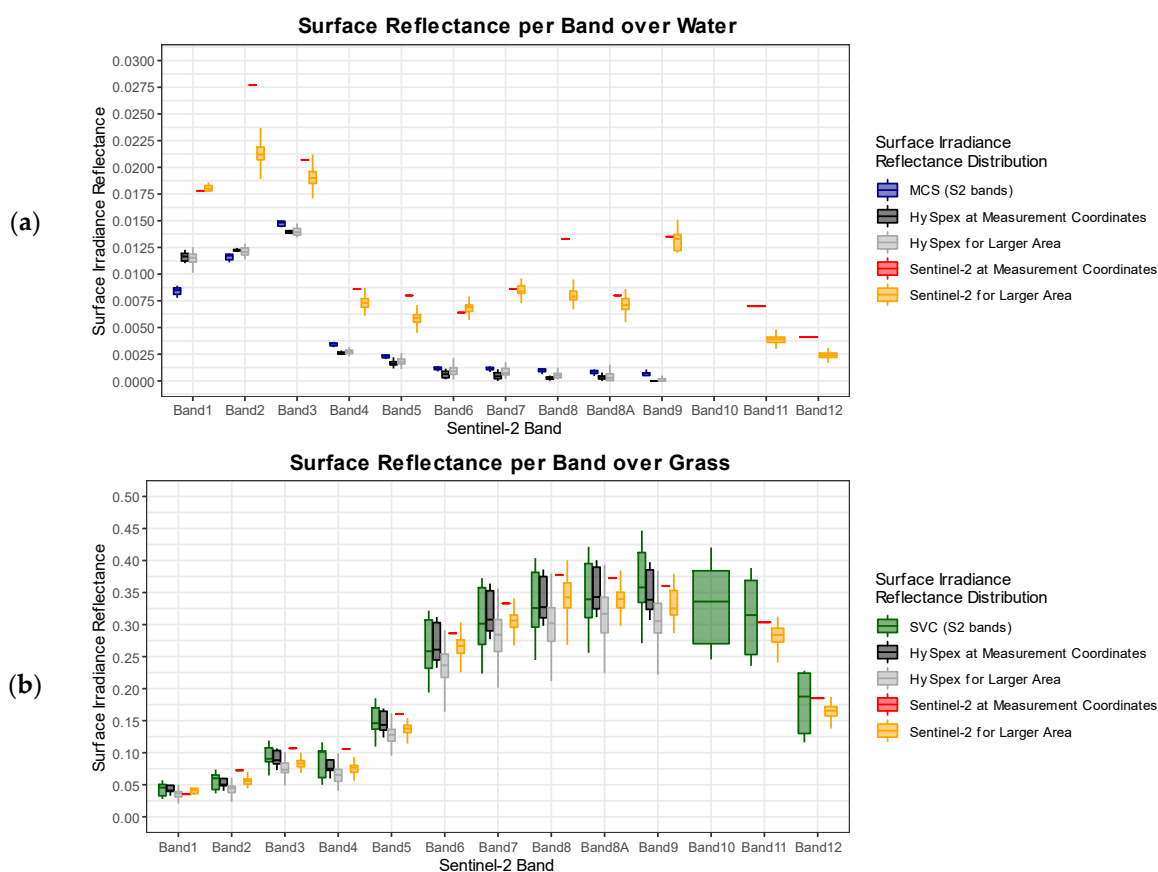 Surface Reflectance per Band over Water
(a)
Surface Irradiance Reflectance
0.0300
0.0275
0.0250
0.0225
0.0200
0.0175
0.0150
0.0125
0.0100
0.0075
0.0050
0.0025
0.0000
Band1 Band2 Band3 Band4 Band5 Band6 Band7 Band8 Band8A Band9 Band10 Band11 Band12
Sentinel-2 Band
Surface Irradiance
Reflectance Distribution
MCS (S2 bands)
HySpex at Measurement Coordinates
HySpex for Larger Area
Sentinel-2 at Measurement Coordinates
Sentinel-2 for Larger Area
Surface Reflectance per Band over Grass
(b)
Surface Irradiance Reflectance
0.50
0.45
0.40
0.35
0.30
0.25
0.20
0.15
0.10
0.05
0.00
Band1 Band2 Band3 Band4 Band5 Band6 Band7 Band8 Band8A Band9 Band10 Band11 Band12
Sentinel-2 Band
Surface Irradiance
Reflectance Distribution
SVC (S2 bands)
HySpex at Measurement Coordinates
HySpex for Larger Area
Sentinel-2 at Measurement Coordinates
Sentinel-2 for Larger Area